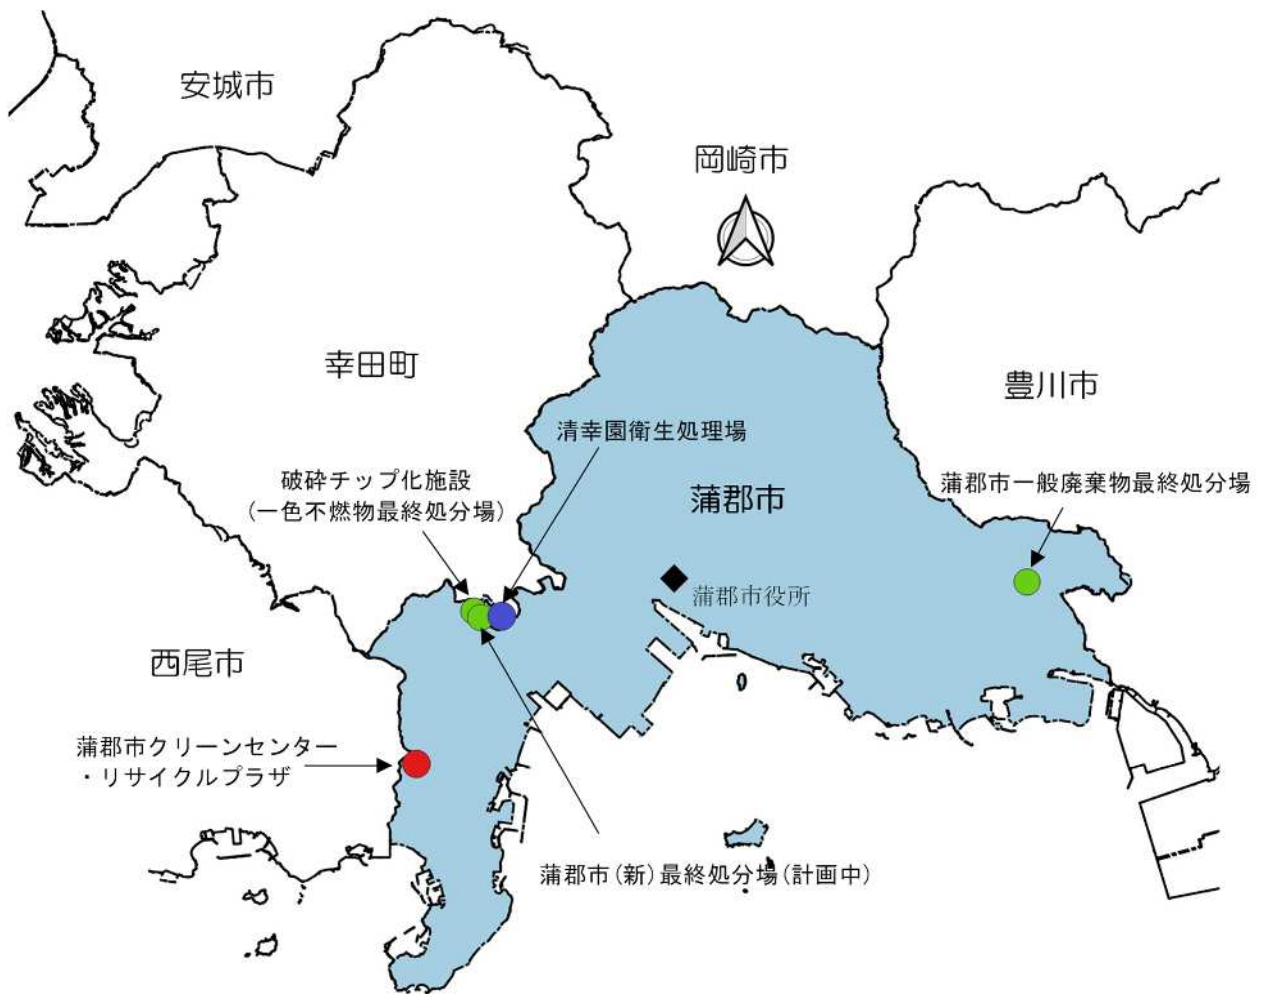 安城市
岡崎市
幸田町
豊川市
清幸園衛生処理場
破砕チップ化施設
(一色不燃物最終処分場)
蒲郡市
蒲郡市一般廃棄物最終処分場
蒲郡市役所
西尾市
蒲郡市クリーンセンター
・リサイクルプラザ
蒲郡市(新)最終処分場(計画中)